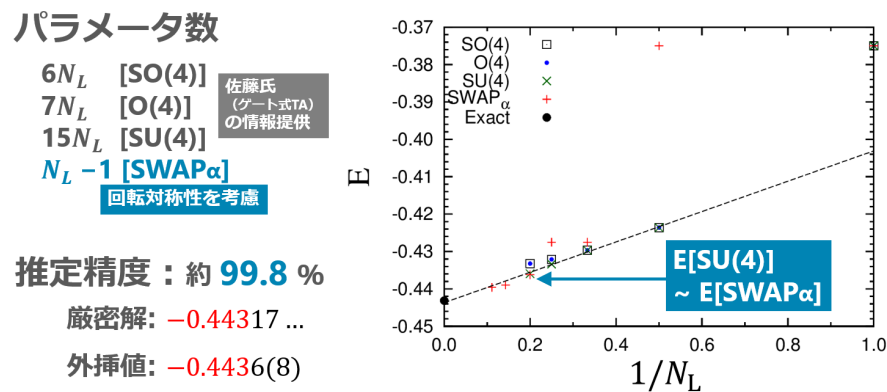 パラメータ数
6N_L [SO(4)]
7N_L [O(4)]
15N_L [SU(4)]
N_L −1 [SWAPα]
佐藤氏
（ゲート式TA）
の情報提供
回転対称性を考慮
推定精度：約 99.8 %
厳密解: −0.44317 ...
外挿値: −0.4436(8)
-0.37
-0.38
-0.39
-0.40
-0.41
-0.42
-0.43
-0.44
-0.45
E
SO(4)
O(4)
SU(4)
SWAPα
Exact
E[SU(4)]
~ E[SWAPα]
0.0 0.2 0.4 0.6 0.8 1.0
1/N_L